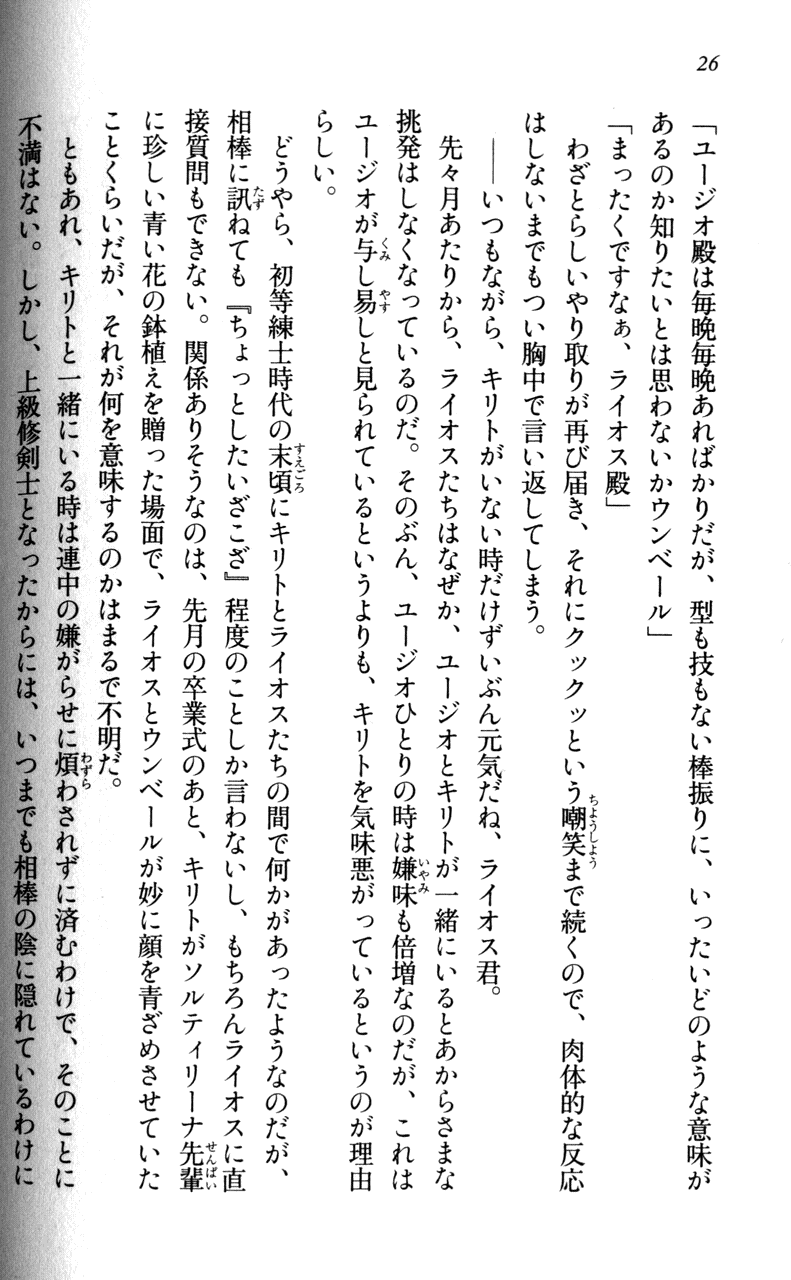 26
「ユージオ殿は毎晩毎晩あればかりだが、型も技もない棒振りに、いったいどのような意味が
あるのか知りたいとは思わないかウンベール」
「まったくですなぁ、ライオス殿」
わざとらしいやり取りが再び届き、それにクックッという嘲笑まで続くので、肉体的な反応
はしないまでもつい胸中で言い返してしまう。
――いつもながら、キリトがいない時だけずいぶん元気だね、ライオス君。
先々月あたりから、ライオスたちはなぜか、ユージオとキリトが一緒にいるとあからさまな
挑発はしなくなっているのだ。そのぶん、ユージオひとりの時は嫌味も倍増なのだが、これは
ユージオが与し易しと見られているというよりも、キリトを気味悪がっているというのが理由
らしい。
どうやら、初等練士時代の末頃にキリトとライオスたちの間で何かがあったようなのだが、
相棒に訊ねても『ちょっとしたいざこざ』程度のことしか言わないし、もちろんライオスに直
接質問もできない。関係ありそうなのは、先月の卒業式のあと、キリトがソルティリーナ先輩
に珍しい青い花の鉢植えを贈った場面で、ライオスとウンベールが妙に顔を青ざめさせていた
ことくらいだが、それが何を意味するのかはまるで不明だ。
ともあれ、キリトと一緒にいる時は連中の嫌がらせに煩わされずに済むわけで、そのことに
不満はない。しかし、上級修剣士となったからには、いつまでも相棒の陰に隠れているわけに